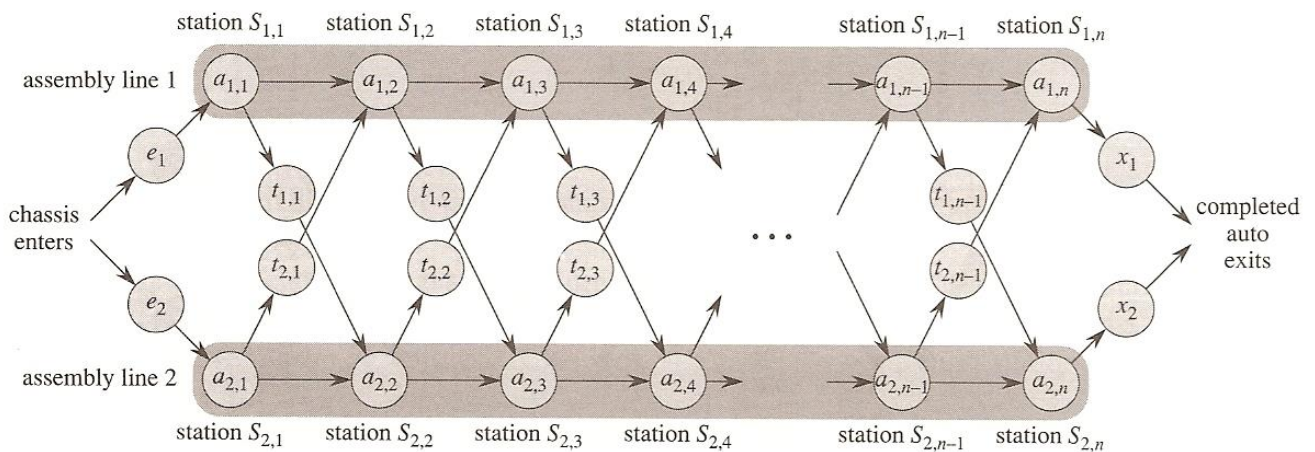 station S1,1 station S1,2 station S1,3 station S1,4 station S1,n–1 station S1,n
assembly line 1 a1,1 a1,2 a1,3 a1,4 a1,n–1 a1,n
e1 x1
t1,1 t1,2 t1,3 t1,n–1
chassis
enters
completed
auto
exits
...
t2,1 t2,2 t2,3 t2,n–1
e2 x2
assembly line 2 a2,1 a2,2 a2,3 a2,4 a2,n–1 a2,n
station S2,1 station S2,2 station S2,3 station S2,4 station S2,n–1 station S2,n